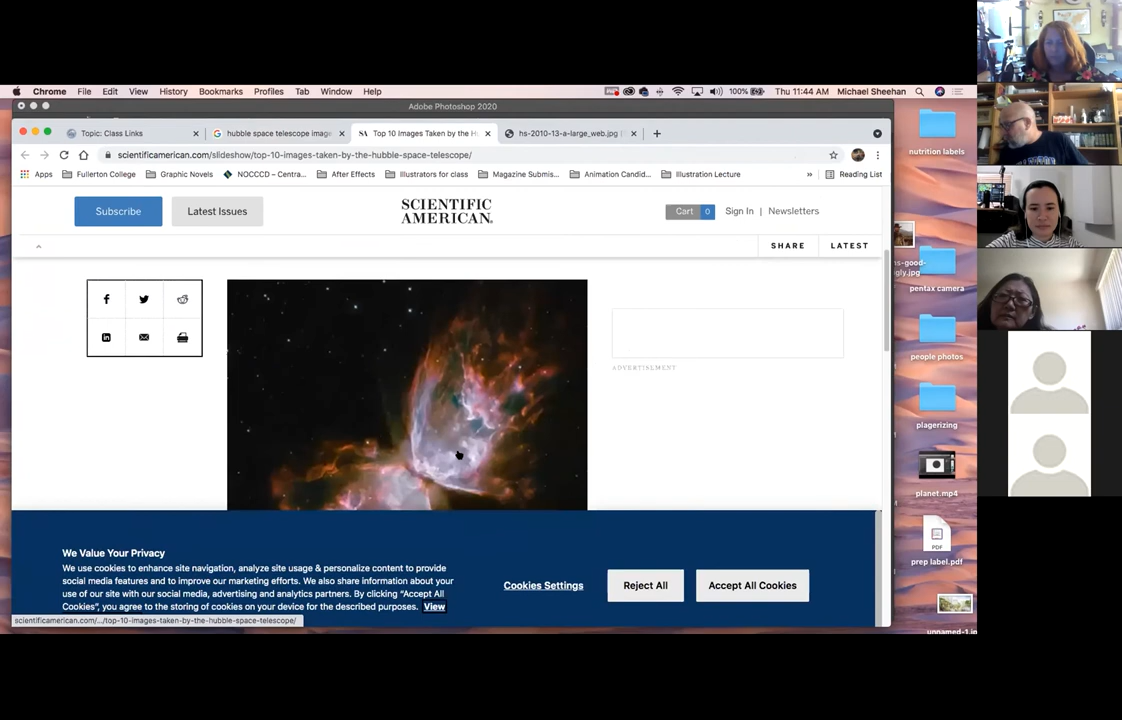 Chrome File Edit View History Bookmarks Profiles Tab Window Help 100% Thu 11:44 AM Michael Sheehan
Adobe Photoshop 2020
Topic: Class Links
hubble space telescope image
SA Top 10 Images Taken by the H
hs-2010-13-a-large_web.jpg
scientificamerican.com/slideshow/top-10-images-taken-by-the-hubble-space-telescope/
Apps Fullerton College Graphic Novels NOCCCD – Centra... After Effects Illustrators for class Magazine Submis... Animation Candid... Illustration Lecture » Reading List
Subscribe
Latest Issues
SCIENTIFIC
AMERICAN
Cart 0
Sign In | Newsletters
SHARE
LATEST
ADVERTISEMENT
We Value Your Privacy
We use cookies to enhance site navigation, analyze site usage & personalize content to provide
social media features and to improve our marketing efforts. We also share information about your
use of our site with our social media, advertising and analytics partners. By clicking “Accept All
Cookies”, you agree to the storing of cookies on your device for the described purposes. View
Cookies Settings
Reject All
Accept All Cookies
scientificamerican.com/.../top-10-images-taken-by-the-hubble-space-telescope/
nutrition labels
ns-good-
gly.jpg
pentax camera
people photos
plagerizing
planet.mp4
PDF
prep label.pdf